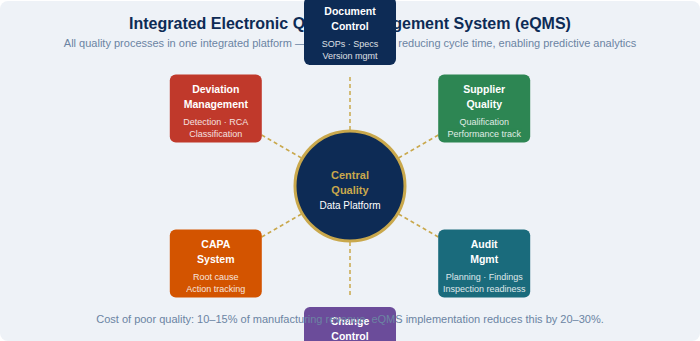 Document
Control
SOPs · Specs
Version mgmt
Integrated Electronic Q gement System (eQMS)
All quality processes in one integrated platform — reducing cycle time, enabling predictive analytics
Deviation
Management
Detection · RCA
Classification
Supplier
Quality
Qualification
Performance track
Central
Quality
Data Platform
CAPA
System
Root cause
Action tracking
Audit
Mgmt
Planning · Findings
Inspection readiness
Cost of poor quality: 10–15% of manufacturing revenue. eQMS implementation reduces this by 20–30%.
Change
Control